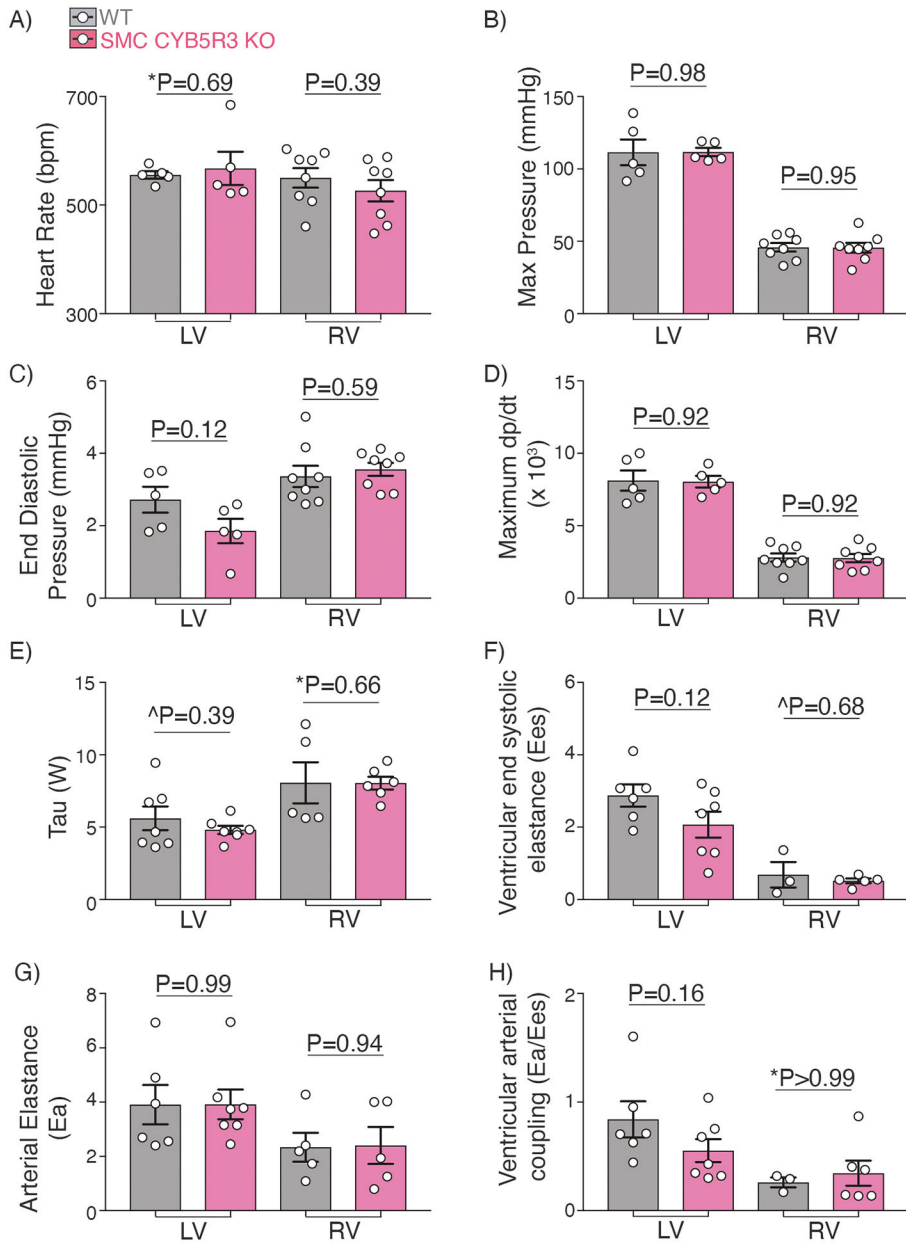 A)
WT
SMC CYB5R3 KO
*P=0.69
P=0.39
700
500
300
Heart Rate (bpm)
LV
RV
B)
P=0.98
P=0.95
150
100
50
0
Max Pressure (mmHg)
LV
RV
C)
P=0.12
P=0.59
6
4
2
0
End Diastolic
Pressure (mmHg)
LV
RV
D)
P=0.92
P=0.92
15
10
5
0
Maximum dp/dt
(x 10³)
LV
RV
E)
^P=0.39
*P=0.66
15
10
5
0
Tau (W)
LV
RV
F)
P=0.12
^P=0.68
6
4
2
0
Ventricular end systolic
elastance (Ees)
LV
RV
G)
P=0.99
P=0.94
8
6
4
2
0
Arterial Elastance
(Ea)
LV
RV
H)
P=0.16
*P>0.99
2
1
0
Ventricular arterial
coupling (Ea/Ees)
LV
RV